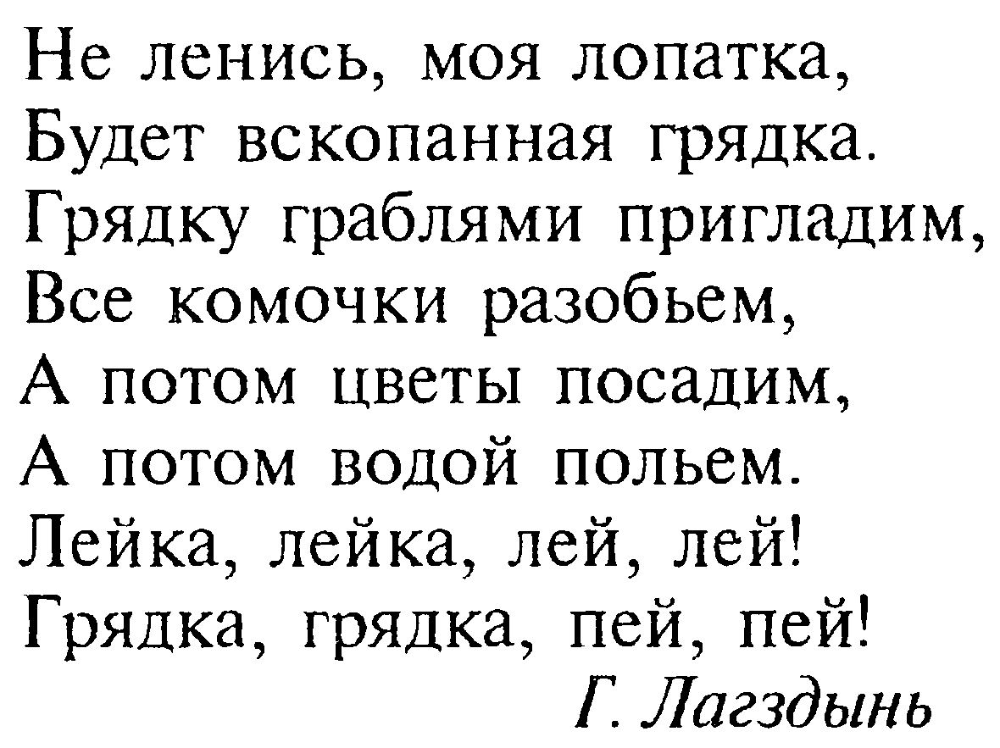 Не ленись, моя лопатка,
Будет вскопанная грядка.
Грядку граблями пригладим,
Все комочки разобьем,
А потом цветы посадим,
А потом водой польем.
Лейка, лейка, лей, лей!
Грядка, грядка, пей, пей!
Г. Лагздынь